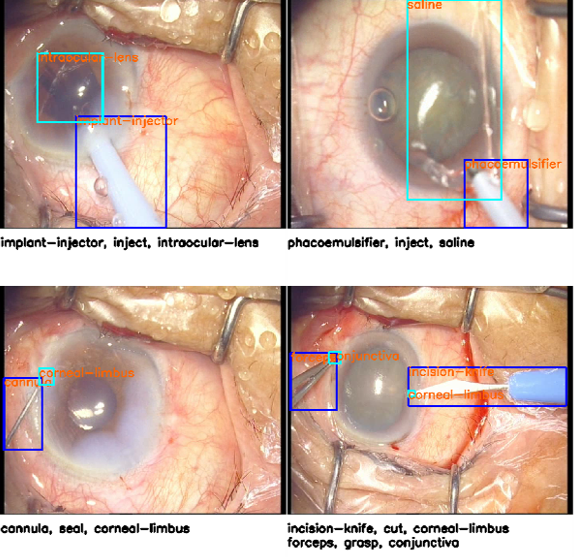 intraocular-lens
implant-injector
saline
phacoemulsifier
implant-injector, inject, intraocular-lens
phacoemulsifier, inject, saline
corneal-limbus
cannula
forceps
conjunctiva
incision-knife
corneal-limbus
cannula, seal, corneal-limbus
incision-knife, cut, corneal-limbus
forceps, grasp, conjunctiva